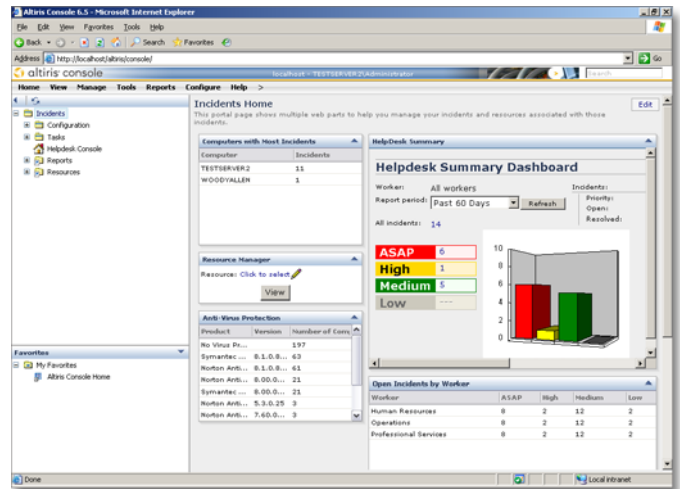 Altiris Console 6.5 - Microsoft Internet Explorer
File Edit View Favorites Tools Help
Back Search Favorites
Address http://localhost/altiris/console/ Go
altiris console localhost - TESTSERVER2\Administrator Search
Home View Manage Tools Reports Configure Help >
Incidents
Configuration
Tasks
Helpdesk Console
Reports
Resources
Favorites
My Favorites
Altiris Console Home
Incidents Home
Edit
This portal page shows multiple web parts to help you manage your incidents and resources associated with those incidents.
Computers with Most Incidents
Computer Incidents
TESTSERVER2 11
WOODYALLEN 1
Resource Manager
Resource: Click to select
View
Anti-Virus Protection
Product Version Number of Com
No Virus Pr... 197
Symantec ... 8.1.0.8... 63
Norton Anti... 8.1.0.8... 61
Norton Anti... 8.00.0... 21
Symantec ... 8.00.0... 21
Norton Anti... 5.3.0.25 3
Norton Anti... 7.60.0... 3
HelpDesk Summary
Helpdesk Summary Dashboard
Worker: All workers
Report period: Past 60 Days Refresh
All incidents: 14
Incidents:
Priority:
Open:
Resolved:
ASAP 6
High 1
Medium 5
Low ---
10
8
6
4
2
0
Open Incidents by Worker
Worker ASAP High Medium Low
Human Resources 8 2 12 2
Operations 8 2 12 2
Professional Services 8 2 12 2
Done Local intranet